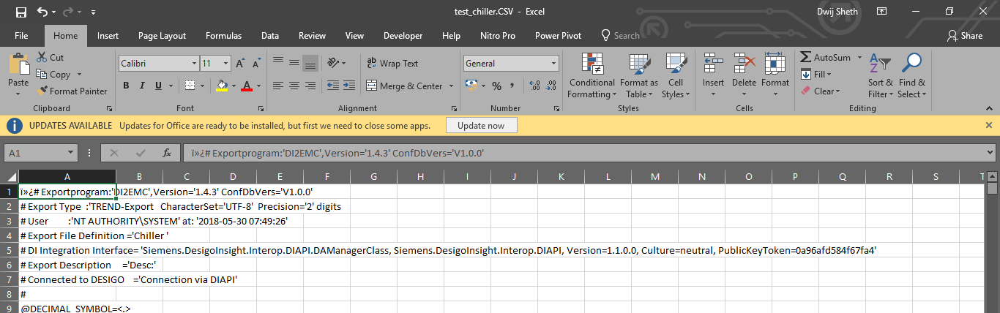 test_chiller.CSV - Excel
Dwij Sheth
File Home Insert Page Layout Formulas Data Review View Developer Help Nitro Pro Power Pivot Search Share
Paste
Cut
Copy
Format Painter
Clipboard
Calibri 11
B I U
Font
Wrap Text
Merge & Center
Alignment
General
$ % , .00 .0
Number
Conditional Formatting
Format as Table
Cell Styles
Styles
Insert Delete Format
Cells
AutoSum
Fill
Clear
Sort & Filter
Find & Select
Editing
UPDATES AVAILABLE Updates for Office are ready to be installed, but first we need to close some apps. Update now
A1 fx ï»¿# Exportprogram:'DI2EMC',Version='1.4.3' ConfDbVers='V1.0.0'
A B C D E F G H I J K L M N O P Q R S T
1 ï»¿# Exportprogram:'DI2EMC',Version='1.4.3' ConfDbVers='V1.0.0'
2 # Export Type :'TREND-Export CharacterSet='UTF-8' Precision='2' digits
3 # User :'NT AUTHORITY\SYSTEM' at: '2018-05-30 07:49:26'
4 # Export File Definition ='Chiller '
5 # DI Integration Interface= 'Siemens.DesigoInsight.Interop.DIAPI.DAManagerClass, Siemens.DesigoInsight.Interop.DIAPI, Version=1.1.0.0, Culture=neutral, PublicKeyToken=0a96afd584f67fa4'
6 # Export Description ='Desc:'
7 # Connected to DESIGO ='Connection via DIAPI'
8 #
9 @DECIMAL_SYMBOL=<.>